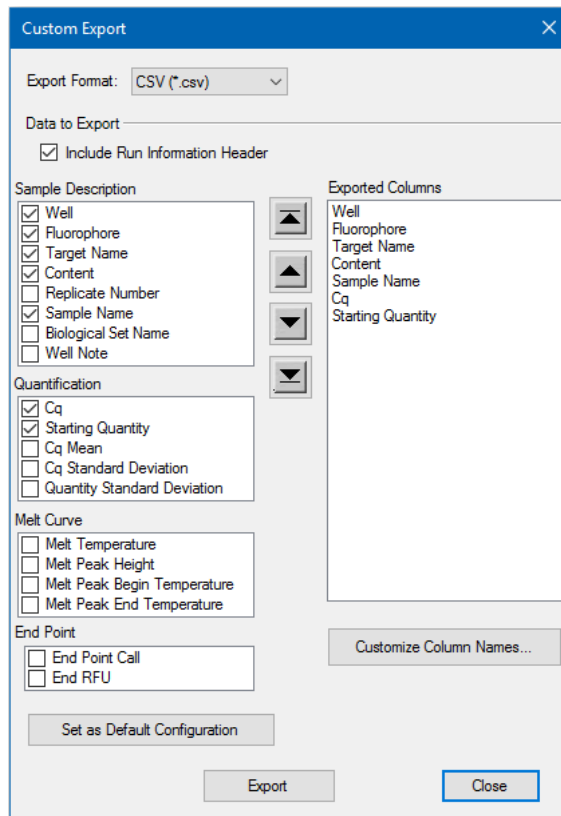 Custom Export
Export Format: CSV (*.csv)
Data to Export
Include Run Information Header
Sample Description
Well
Fluorophore
Target Name
Content
Replicate Number
Sample Name
Biological Set Name
Well Note
Quantification
Cq
Starting Quantity
Cq Mean
Cq Standard Deviation
Quantity Standard Deviation
Melt Curve
Melt Temperature
Melt Peak Height
Melt Peak Begin Temperature
Melt Peak End Temperature
End Point
End Point Call
End RFU
Exported Columns
Well
Fluorophore
Target Name
Content
Sample Name
Cq
Starting Quantity
Customize Column Names...
Set as Default Configuration
Export
Close